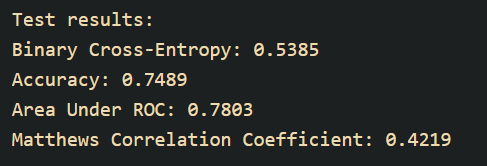 Test results:
Binary Cross-Entropy: 0.5385
Accuracy: 0.7489
Area Under ROC: 0.7803
Matthews Correlation Coefficient: 0.4219